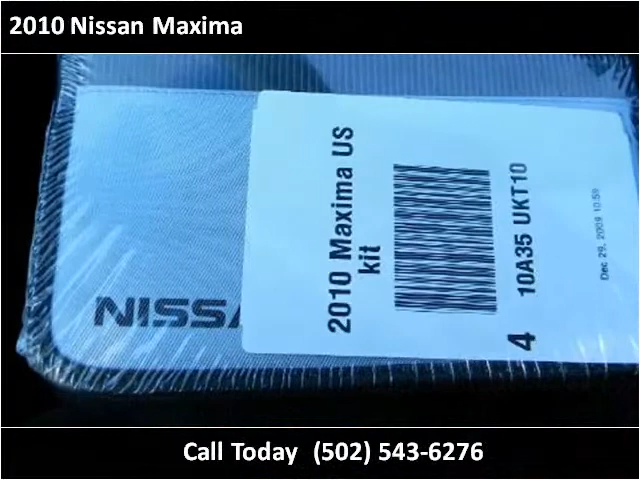 2010 Nissan Maxima
NISSA
2010 Maxima US
kit
10A35 UKT10
4
Dec 29, 2009 10:59
Call Today (502) 543-6276